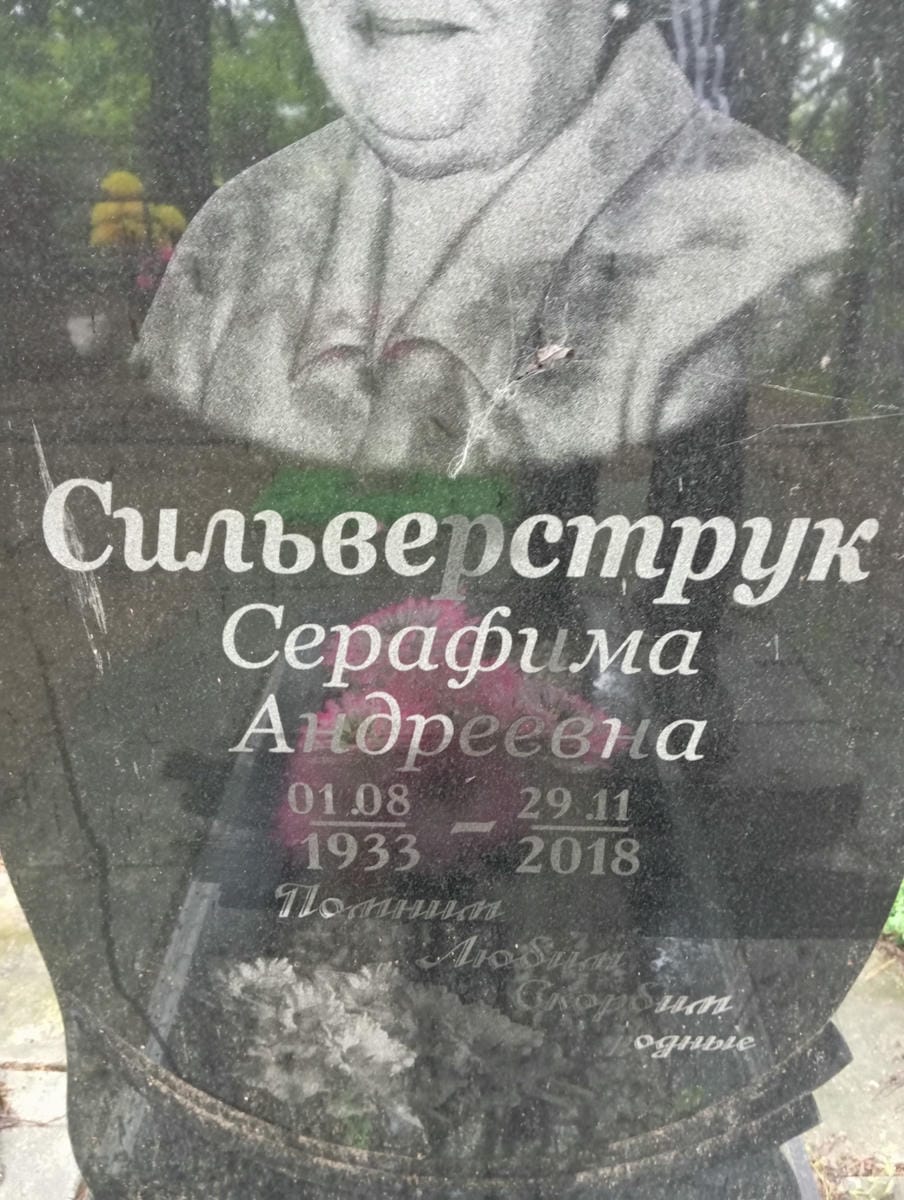 Сильверструк
Серафима
Андреевна
01.08 29.11
1933 - 2018
Помним
Любим
Скорбим
родные